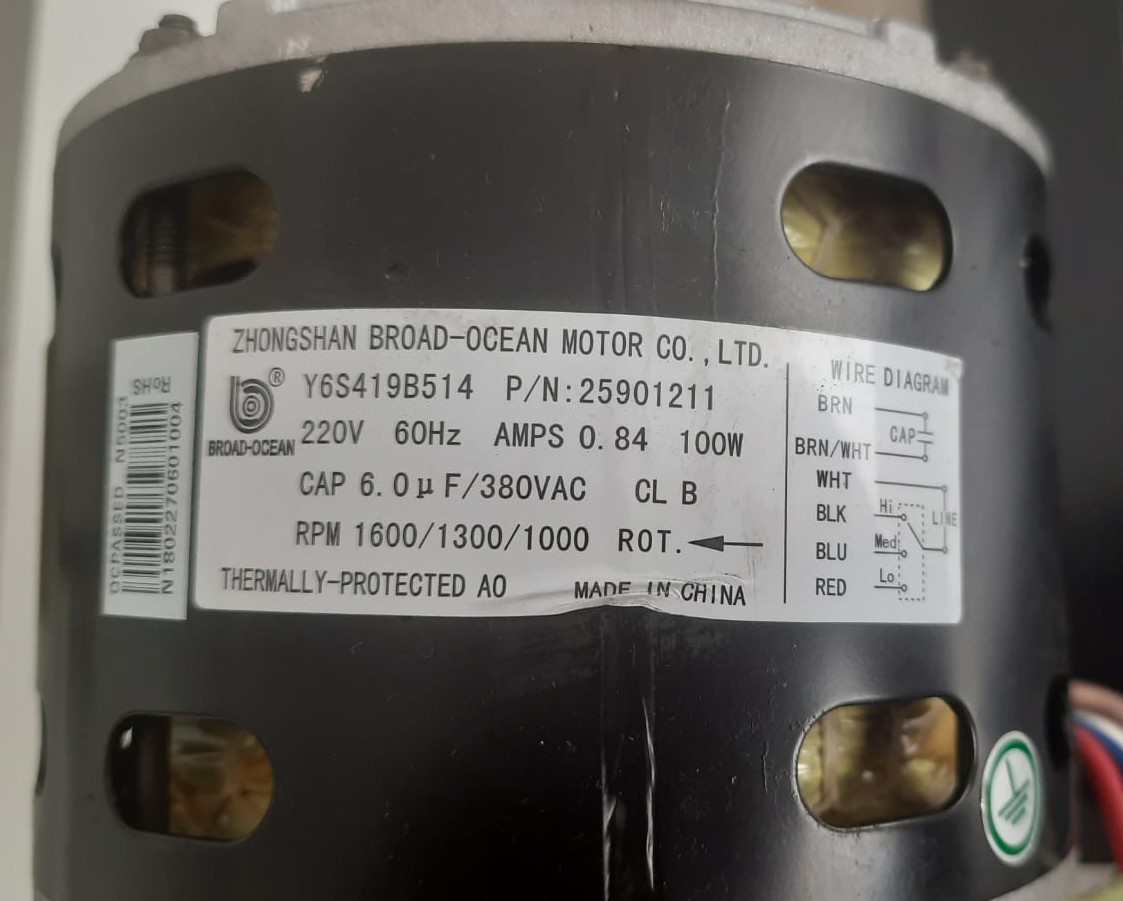 ZHONGSHAN BROAD-OCEAN MOTOR CO.,LTD.
® Y6S419B514 P/N:25901211
BROAD-OCEAN
220V 60Hz AMPS 0.84 100W
CAP 6.0μF/380VAC CL B
RPM 1600/1300/1000 ROT.
THERMALLY-PROTECTED AO MADE IN CHINA
WIRE DIAGRAM
BRN
CAP
BRN/WHT
WHT
BLK Hi LINE
BLU Med
RED Lo
RoHS
QCPASSED N5003
N1802270601004